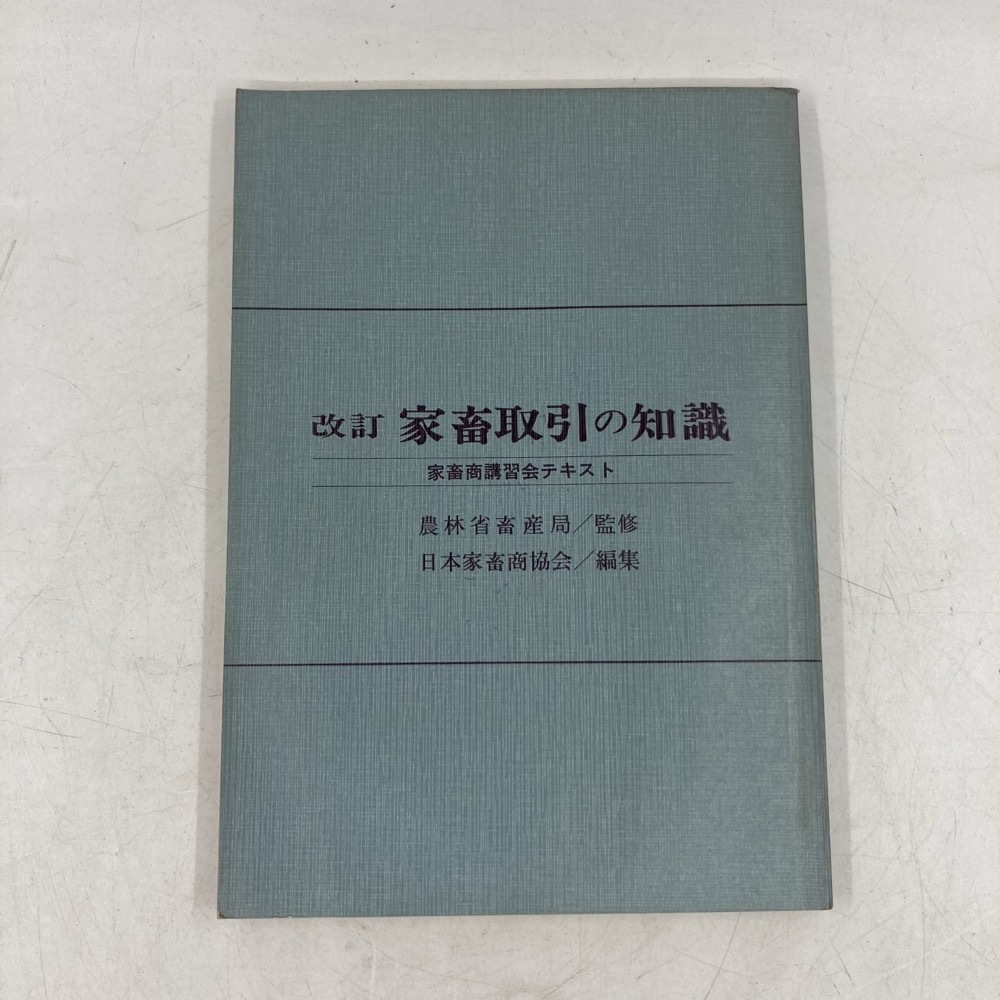 改訂 家畜取引の知識
家畜商講習会テキスト
農林省畜産局／監修
日本家畜商協会／編集